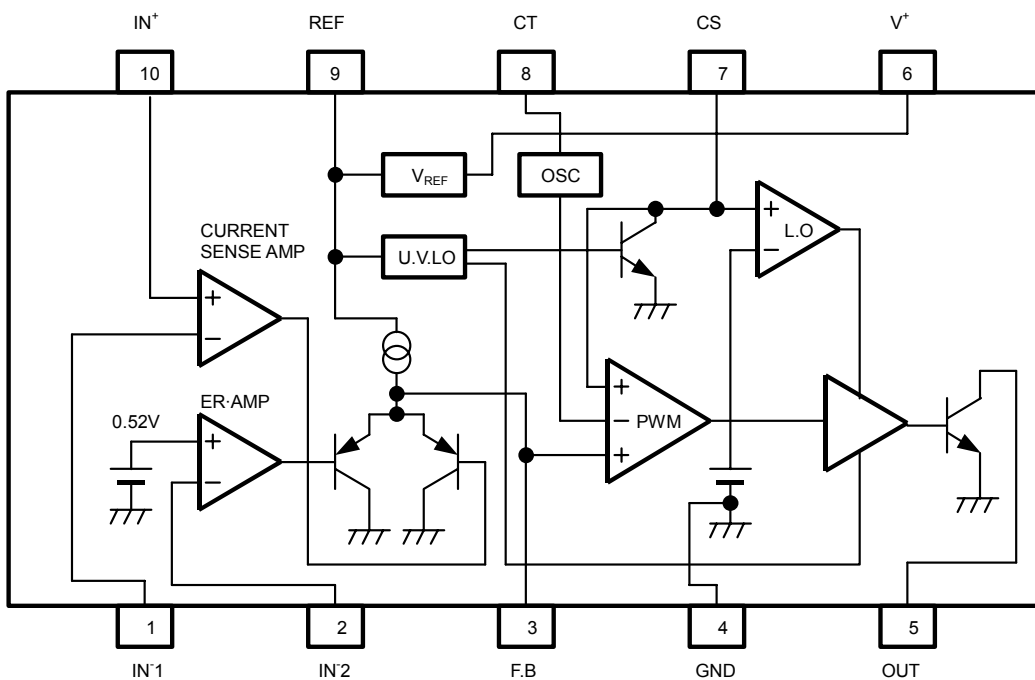 IN⁺ REF CT CS V⁺
10 9 8 7 6
V_REF OSC
+ L.O
−
CURRENT
SENSE AMP
U.V.LO
+
−
ER·AMP
0.52V
+
−
+
− PWM
+
1 2 3 4 5
IN⁻1 IN⁻2 F.B GND OUT